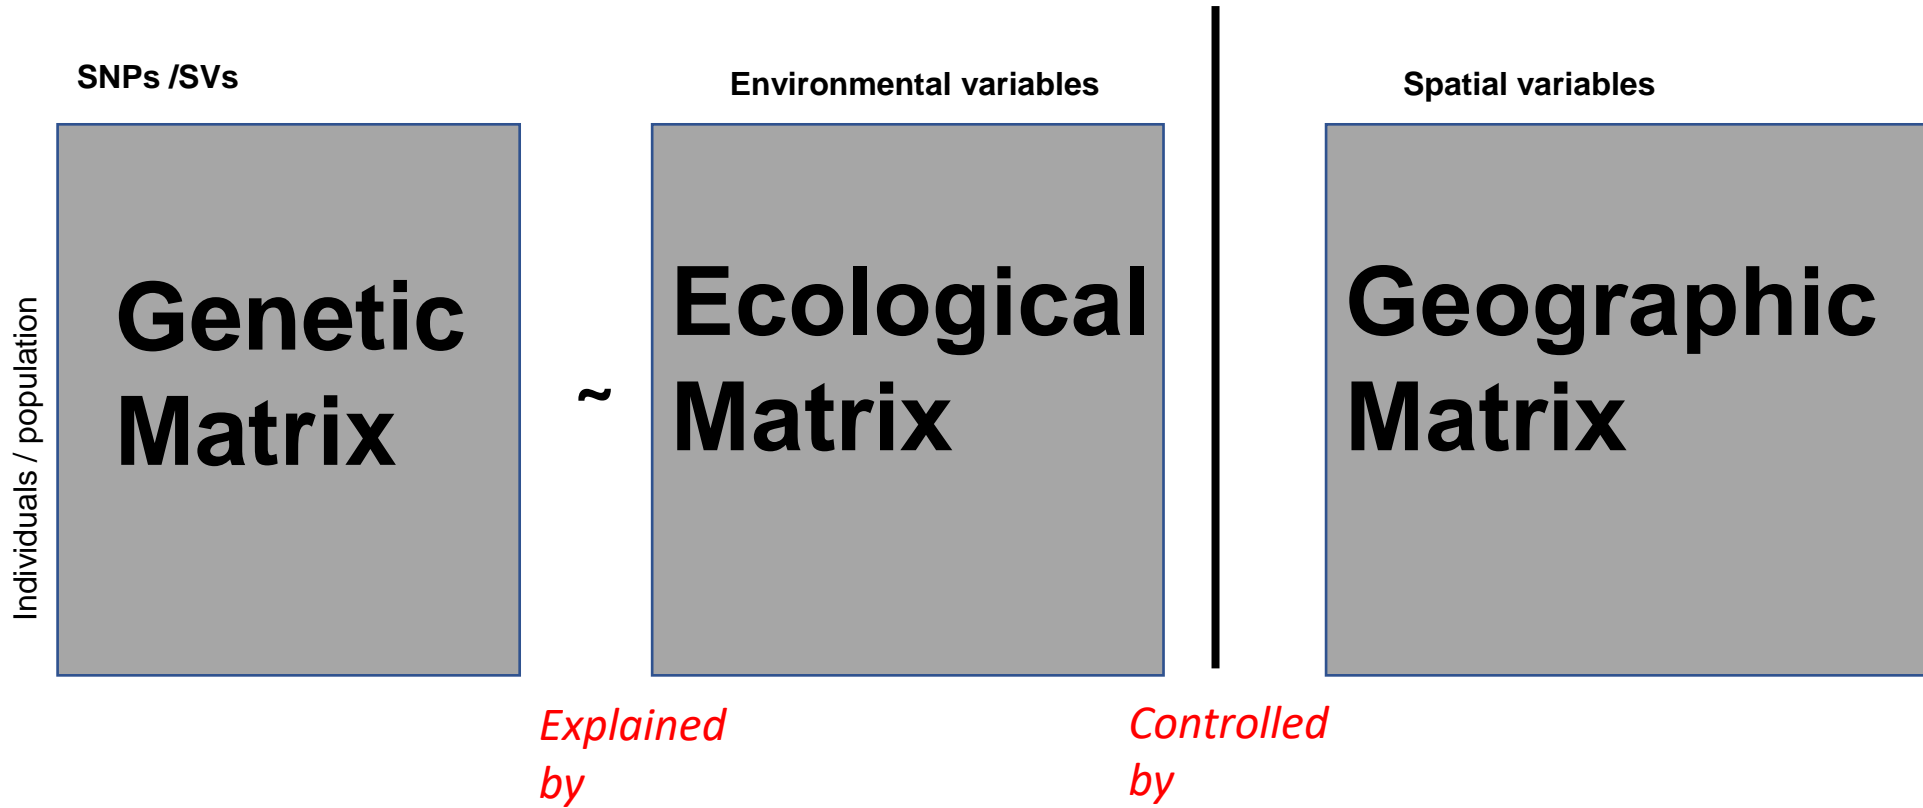 SNPs /SVs
Environmental variables
Spatial variables
Individuals / population
Genetic
Matrix
~
Ecological
Matrix
Geographic
Matrix
Explained
by
Controlled
by